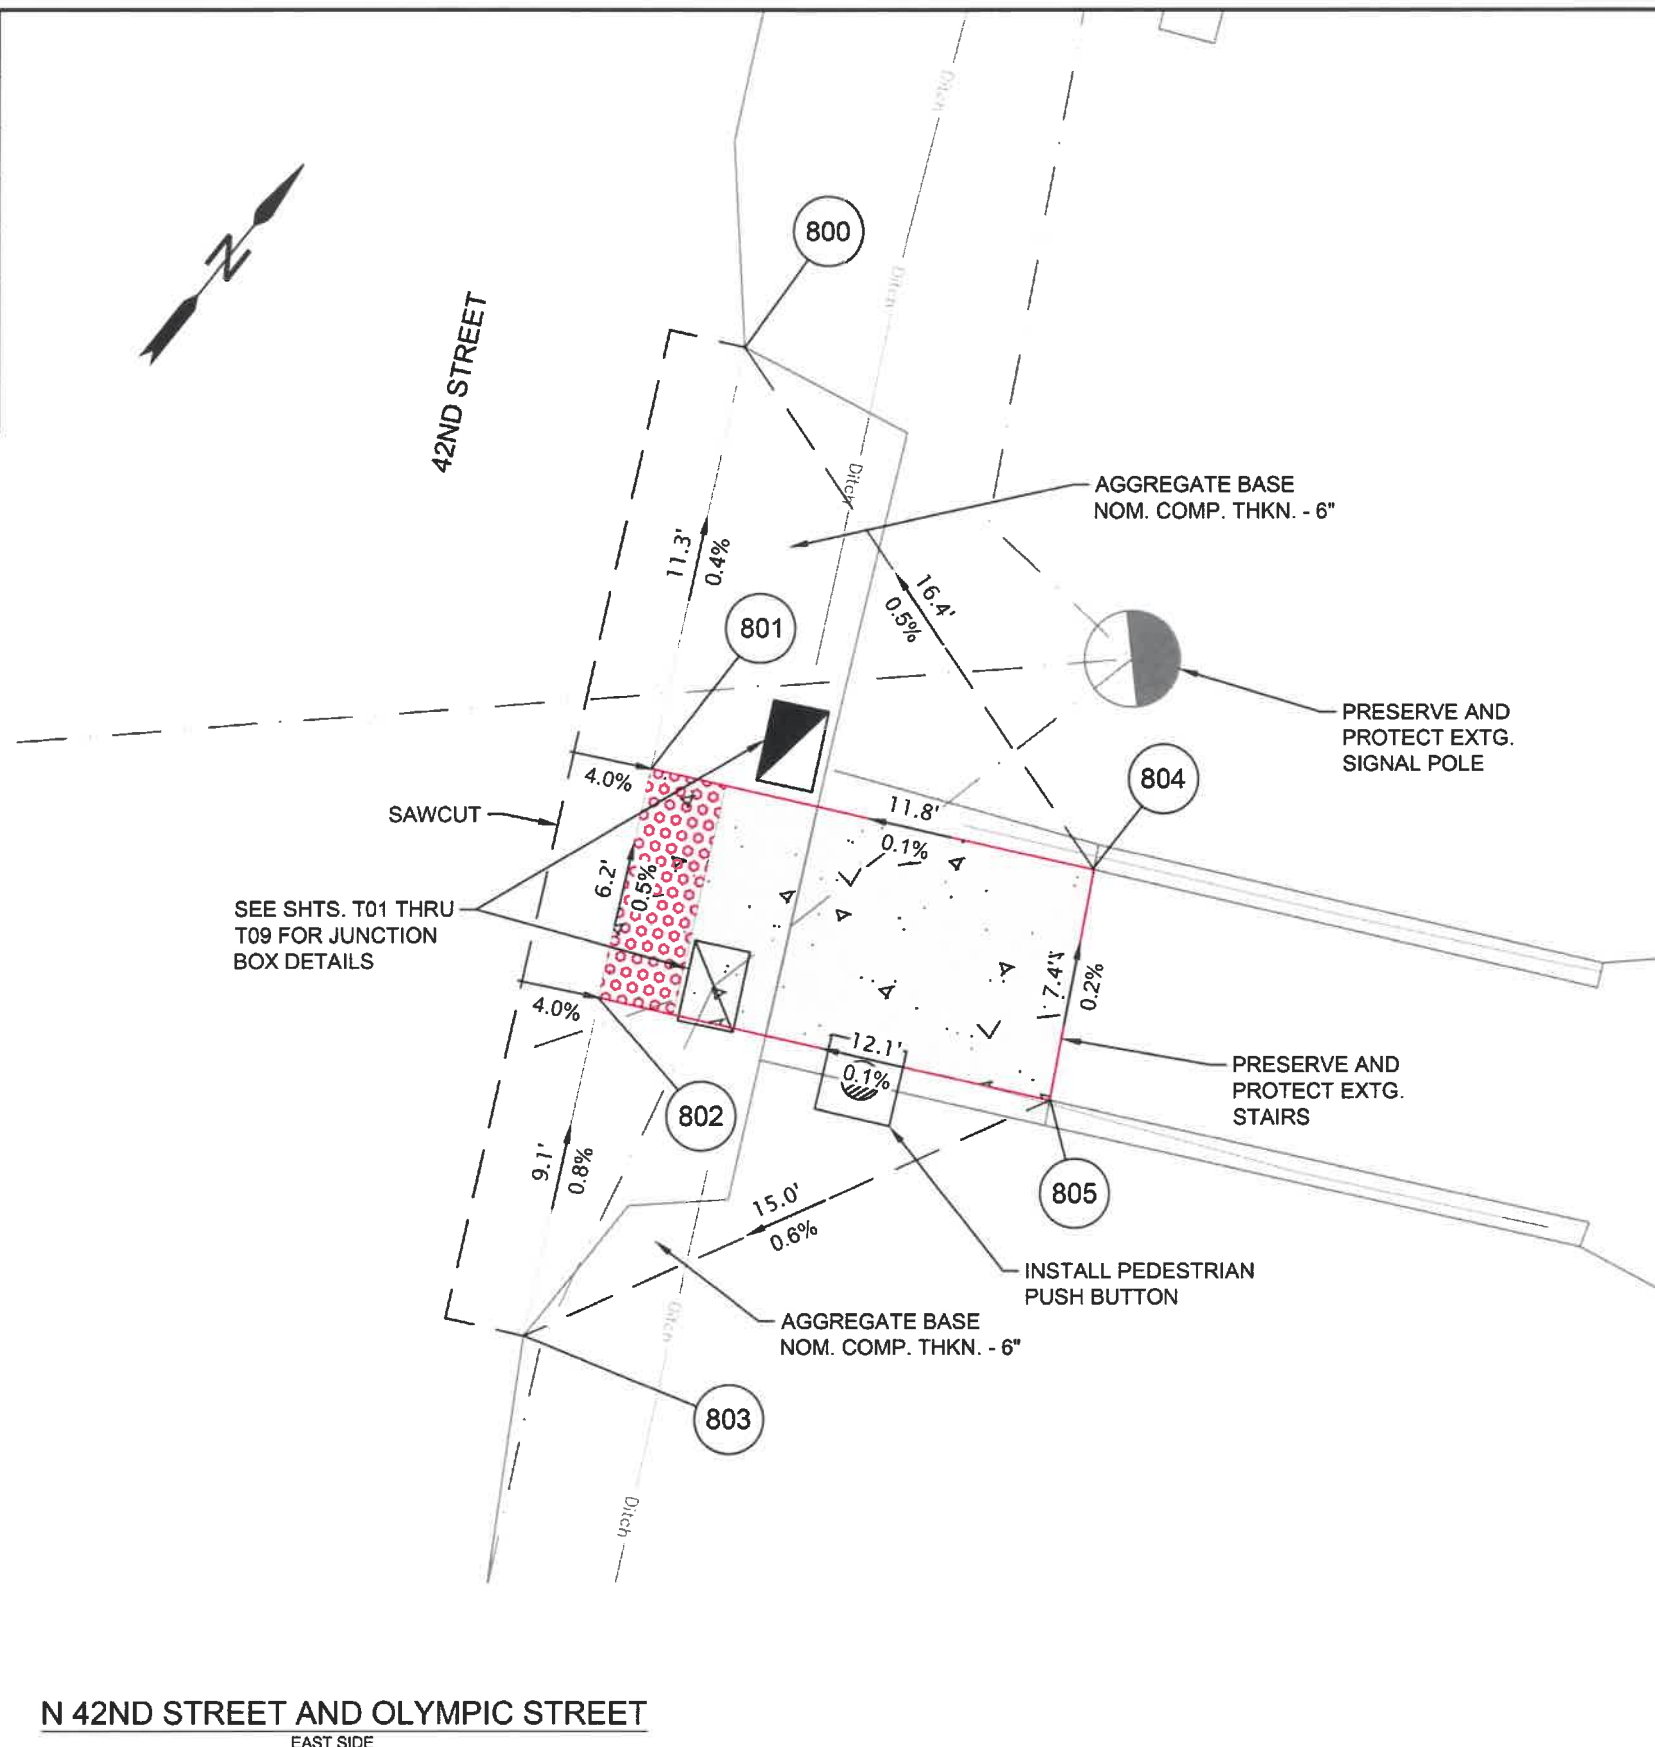 Ditch
800
N
42ND STREET
Ditch
Ditch
AGGREGATE BASE
NOM. COMP. THKN. - 6"
11.3'
0.4%
16.4'
0.5%
801
PRESERVE AND
PROTECT EXTG.
SIGNAL POLE
804
4.0%
SAWCUT
11.8'
0.1%
6.2'
0.5%
SEE SHTS. T01 THRU
T09 FOR JUNCTION
BOX DETAILS
7.4'
0.2%
4.0%
12.1'
0.1%
PRESERVE AND
PROTECT EXTG.
STAIRS
802
9.1'
0.8%
805
15.0'
0.6%
INSTALL PEDESTRIAN
PUSH BUTTON
AGGREGATE BASE
NOM. COMP. THKN. - 6"
Ditch
803
Ditch
N 42ND STREET AND OLYMPIC STREET
EAST SIDE